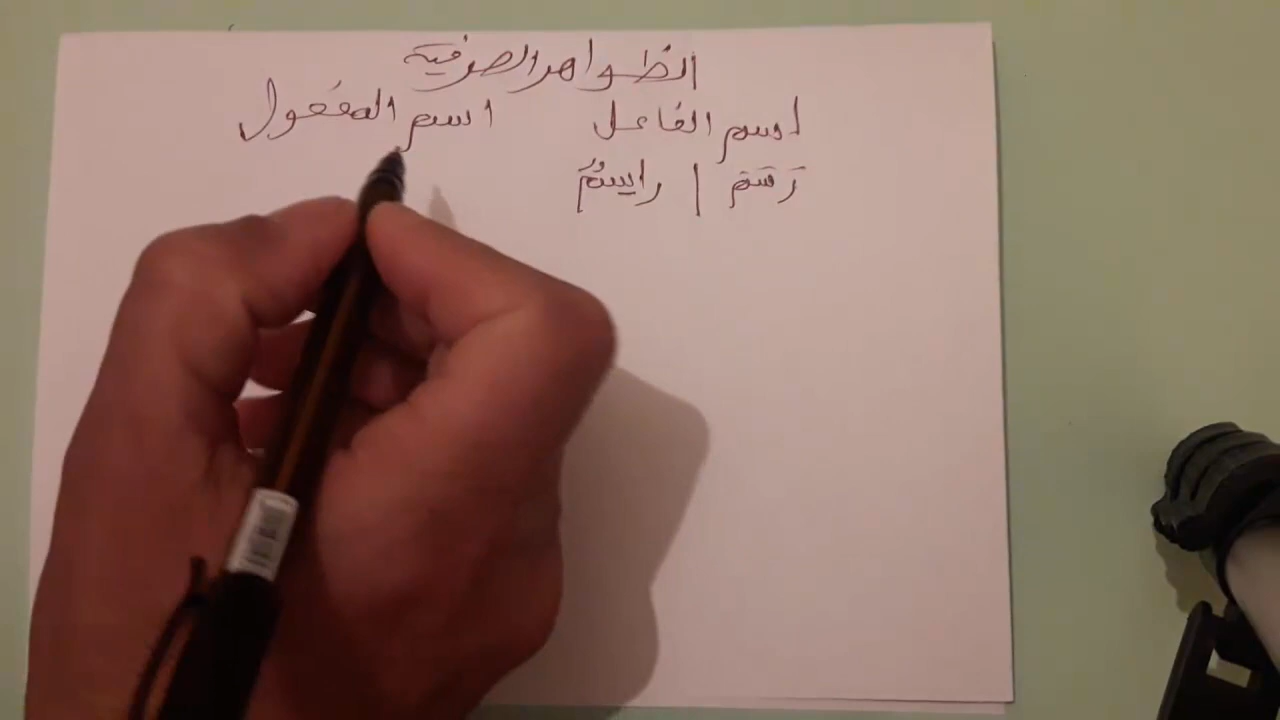 الظواهر الصرفية
اسم الفاعل اسم المفعول
رَسَمَ | راسِمٌ